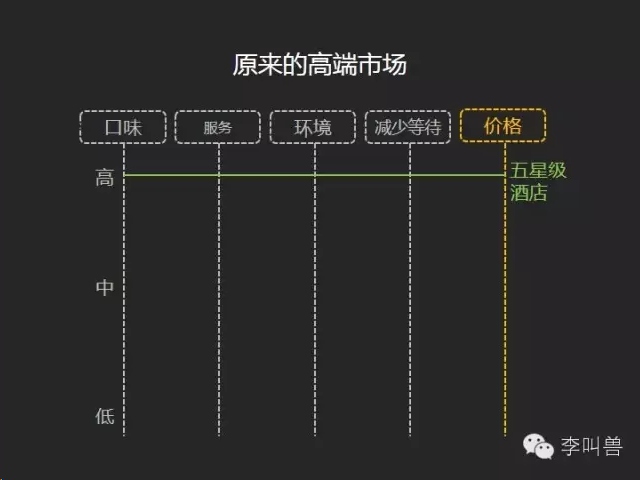 原来的高端市场
口味 服务 环境 减少等待 价格
高
五星级
酒店
中
低
李叫兽